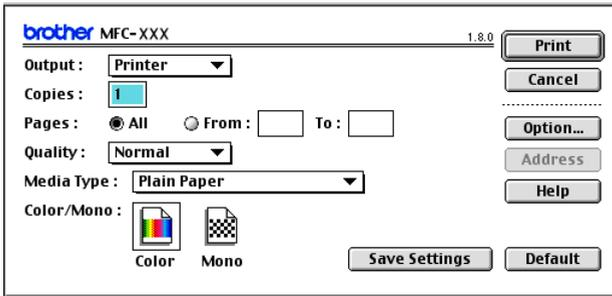 brother MFC-XXX 1.8.0
Output : Printer
Copies : 1
Pages : All From : To :
Quality : Normal
Media Type : Plain Paper
Color/Mono :
Color Mono
Print
Cancel
Option...
Address
Help
Save Settings Default